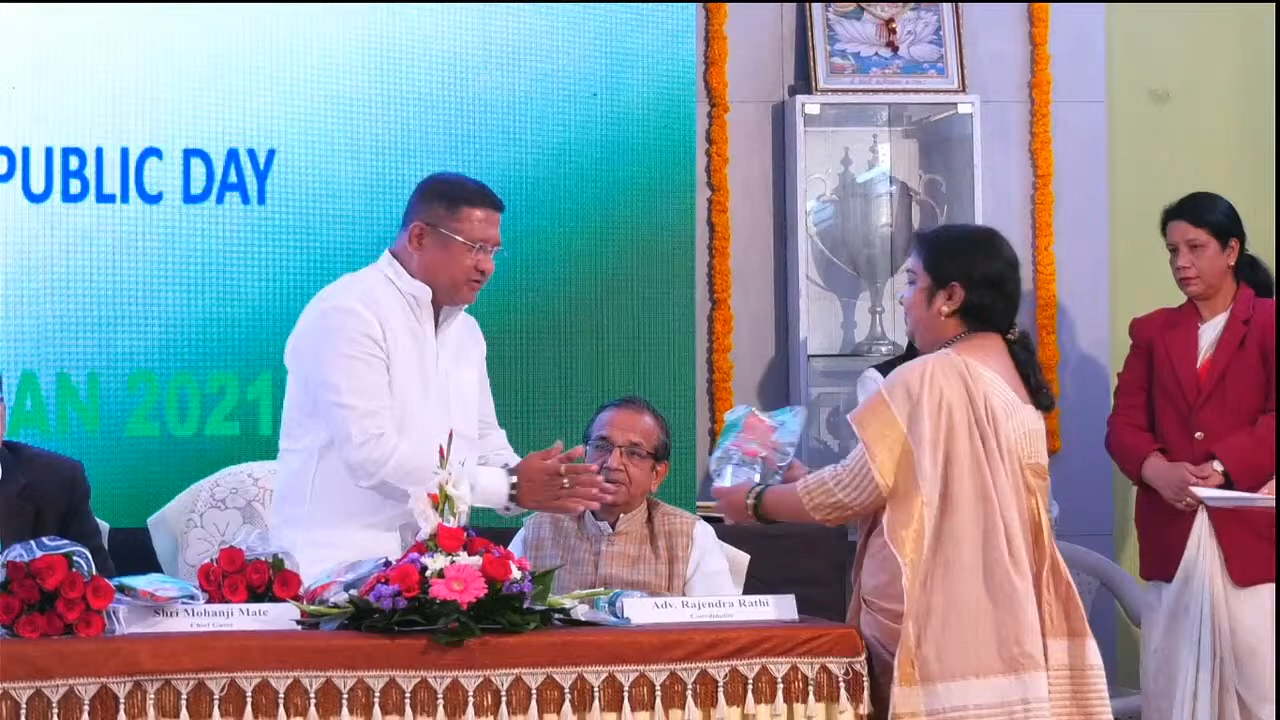 PUBLIC DAY
AN 2021
Shri Mohanji Mate
Chief Guest
Adv. Rajendra Rathi
Coordinator